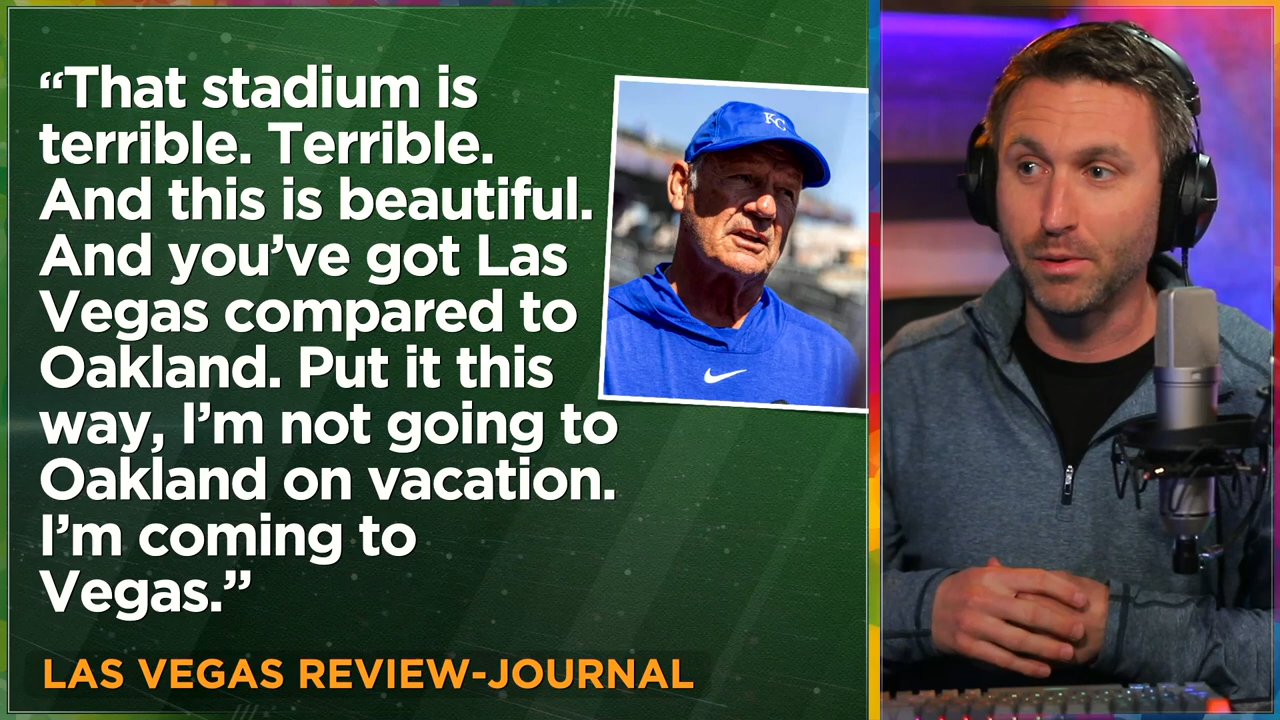 “That stadium is
terrible. Terrible.
And this is beautiful.
And you’ve got Las
Vegas compared to
Oakland. Put it this
way, I’m not going to
Oakland on vacation.
I’m coming to
Vegas.”
LAS VEGAS REVIEW-JOURNAL
KC